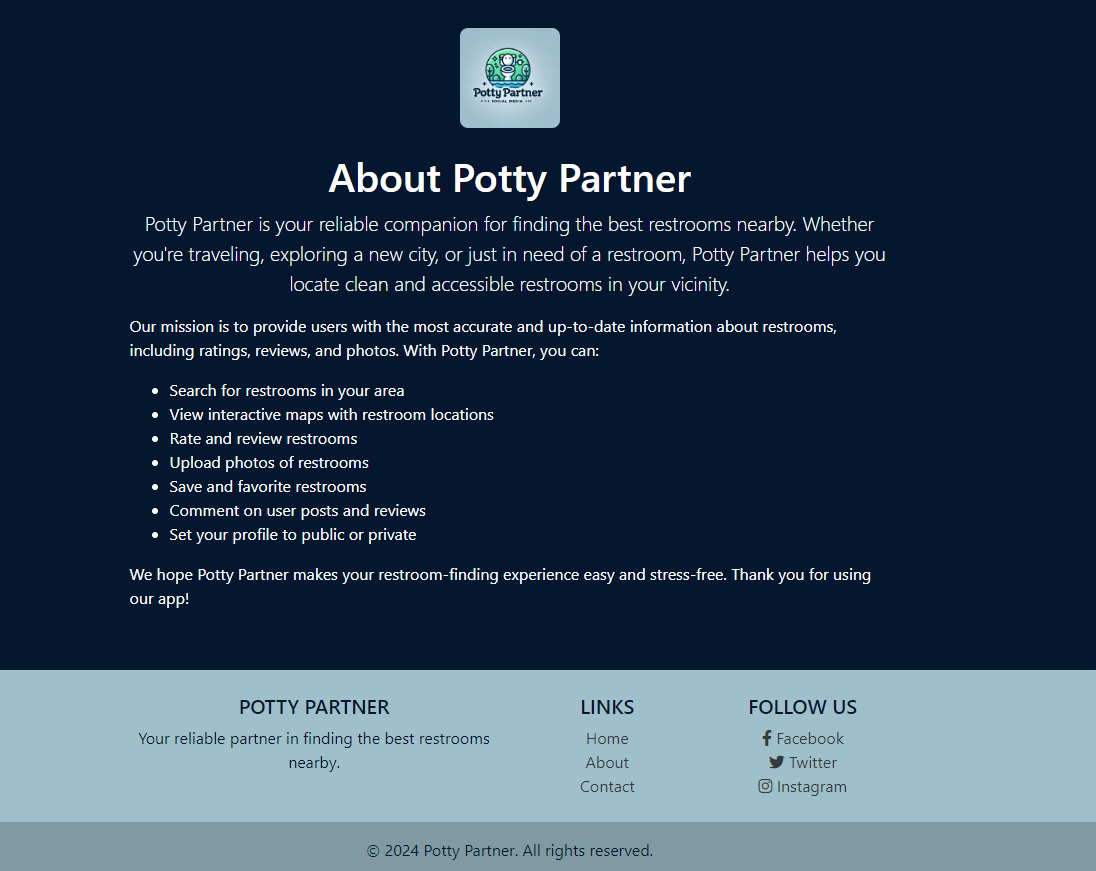 Potty Partner
SOCIAL MEDIA
About Potty Partner
Potty Partner is your reliable companion for finding the best restrooms nearby. Whether
you're traveling, exploring a new city, or just in need of a restroom, Potty Partner helps you
locate clean and accessible restrooms in your vicinity.
Our mission is to provide users with the most accurate and up-to-date information about restrooms,
including ratings, reviews, and photos. With Potty Partner, you can:
• Search for restrooms in your area
• View interactive maps with restroom locations
• Rate and review restrooms
• Upload photos of restrooms
• Save and favorite restrooms
• Comment on user posts and reviews
• Set your profile to public or private
We hope Potty Partner makes your restroom-finding experience easy and stress-free. Thank you for using
our app!
POTTY PARTNER
Your reliable partner in finding the best restrooms
nearby.
LINKS
Home
About
Contact
FOLLOW US
Facebook
Twitter
Instagram
© 2024 Potty Partner. All rights reserved.